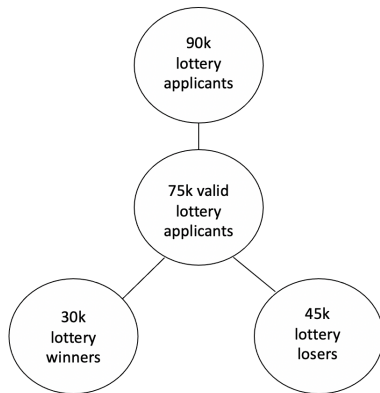 90k
lottery
applicants
75k valid
lottery
applicants
30k
lottery
winners
45k
lottery
losers